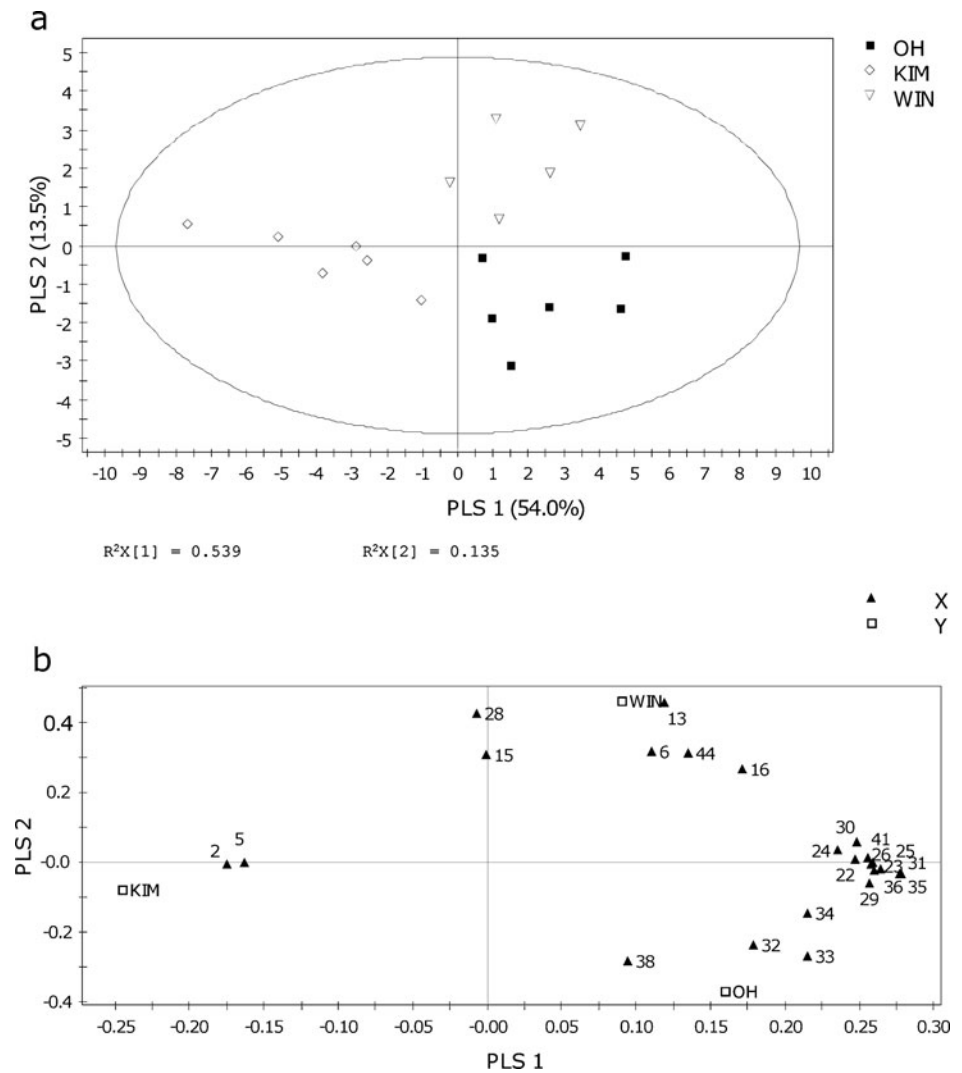 a
OH
KIM
WIN
5
4
3
2
1
0
-1
-2
-3
-4
-5
PLS 2 (13.5%)
-10 -9 -8 -7 -6 -5 -4 -3 -2 -1 0 1 2 3 4 5 6 7 8 9 10
PLS 1 (54.0%)
R²X[1] = 0.539 R²X[2] = 0.135
X
Y
b
0.4
0.2
-0.0
-0.2
-0.4
PLS 2
28
15
WIN
13
6
44
16
2
5
KIM
30
41
24
26
25
22
23
31
29
36
35
34
32
33
38
OH
-0.25 -0.20 -0.15 -0.10 -0.05 -0.00 0.05 0.10 0.15 0.20 0.25 0.30
PLS 1